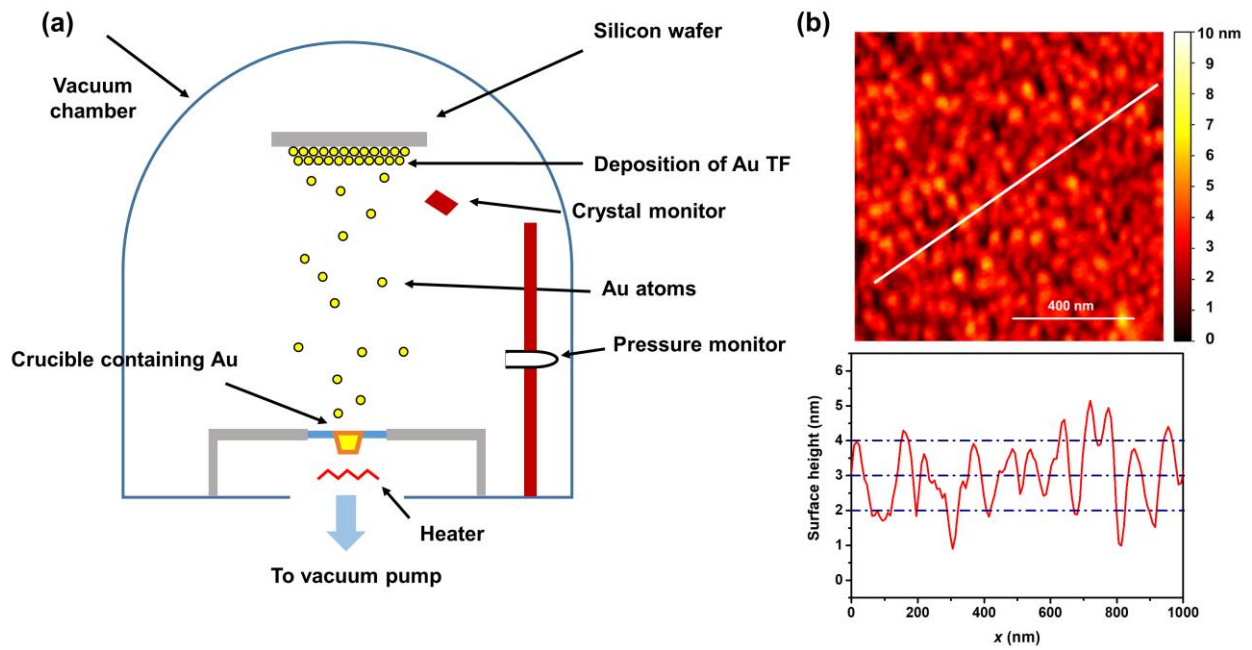 (a)
Silicon wafer
Vacuum
chamber
Deposition of Au TF
Crystal monitor
Au atoms
Pressure monitor
Crucible containing Au
Heater
To vacuum pump
(b)
10 nm
9
8
7
6
5
4
3
2
1
0
400 nm
Surface height (nm)
6
5
4
3
2
1
0
0
200
400
600
800
1000
x (nm)